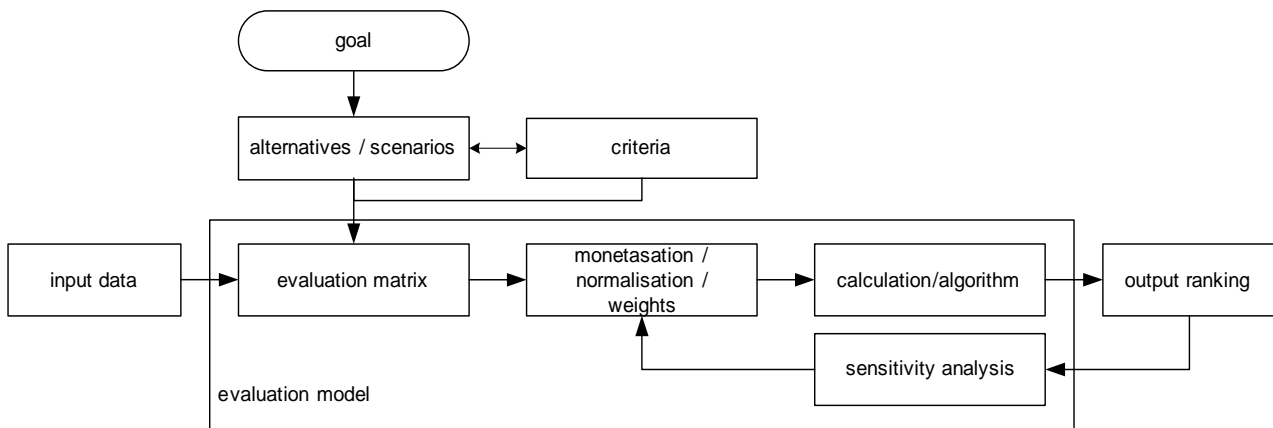 goal
alternatives / scenarios
criteria
input data
evaluation matrix
monetasation /
normalisation /
weights
calculation/algorithm
output ranking
sensitivity analysis
evaluation model